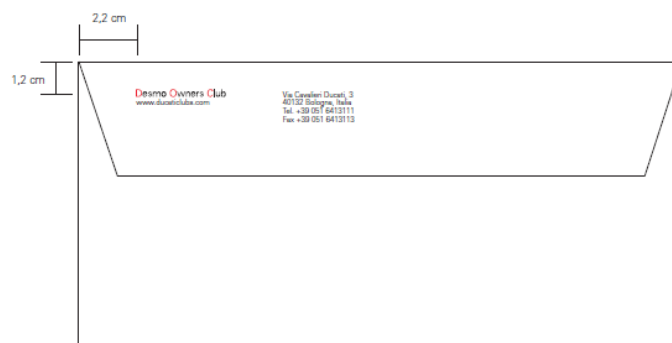 2,2 cm
1,2 cm
Desmo Owners Club
www.ducaticlubs.com
Via Cavalieri Ducati, 3
40132 Bologna, Italia
Tel. +39 051 6413111
Fax +39 051 6413113